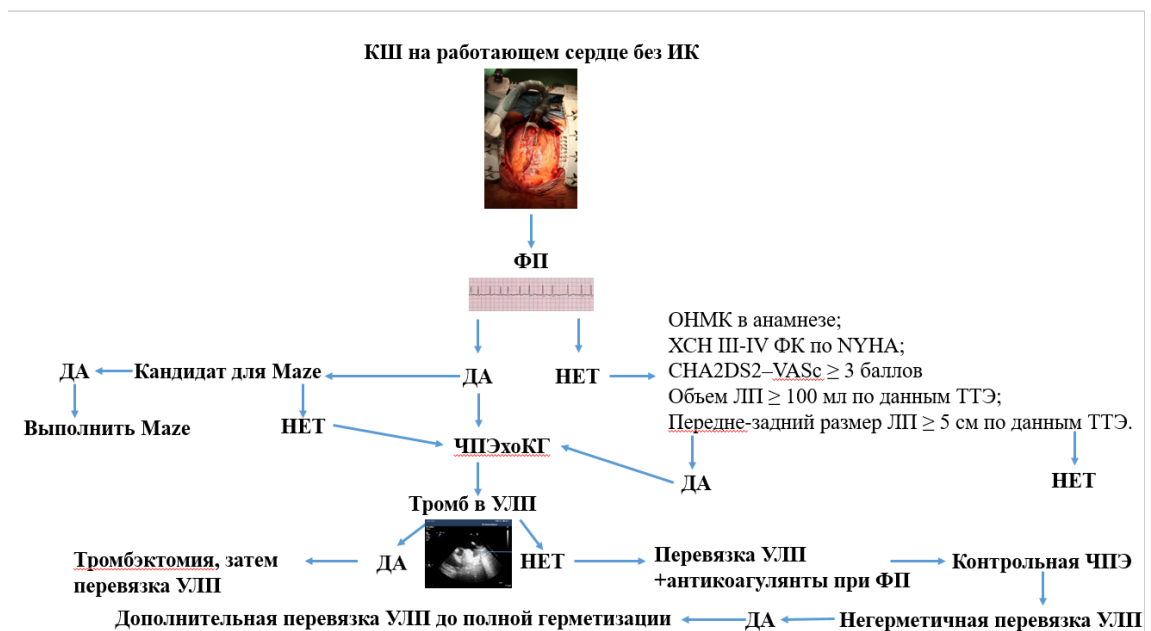 КШ на работающем сердце без ИК
ФП
ОНМК в анамнезе;
ХСН III-IV ФК по NYHA;
CHA2DS2–VASc ≥ 3 баллов
Объем ЛП ≥ 100 мл по данным ТТЭ;
Передне-задний размер ЛП ≥ 5 см по данным ТТЭ.
ДА
Кандидат для Maze
ДА
НЕТ
Выполнить Maze
НЕТ
ЧПЭхоКГ
ДА
НЕТ
Тромб в УЛП
Тромбэктомия, затем
перевязка УЛП
ДА
НЕТ
Перевязка УЛП
+антикоагулянты при ФП
Контрольная ЧПЭ
Дополнительная перевязка УЛП до полной герметизации
ДА
Негерметичная перевязка УЛП